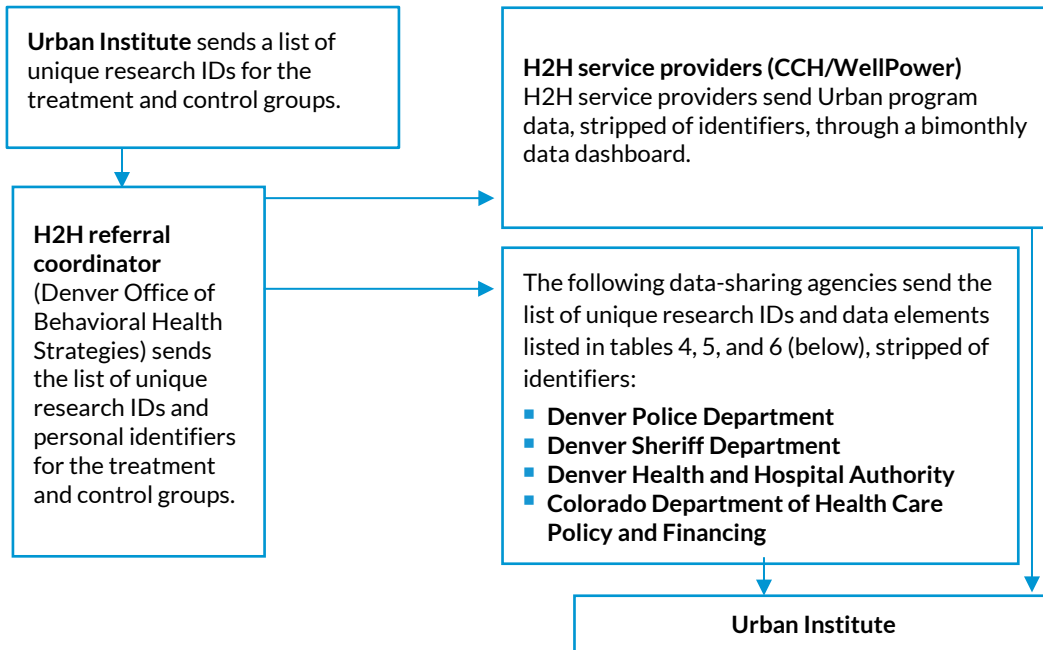 Urban Institute sends a list of
unique research IDs for the
treatment and control groups.
H2H referral
coordinator
(Denver Office of
Behavioral Health
Strategies) sends
the list of unique
research IDs and
personal identifiers
for the treatment
and control groups.
H2H service providers (CCH/WellPower)
H2H service providers send Urban program
data, stripped of identifiers, through a bimonthly
data dashboard.
The following data-sharing agencies send the
list of unique research IDs and data elements
listed in tables 4, 5, and 6 (below), stripped of
identifiers:
▪ Denver Police Department
▪ Denver Sheriff Department
▪ Denver Health and Hospital Authority
▪ Colorado Department of Health Care
Policy and Financing
Urban Institute